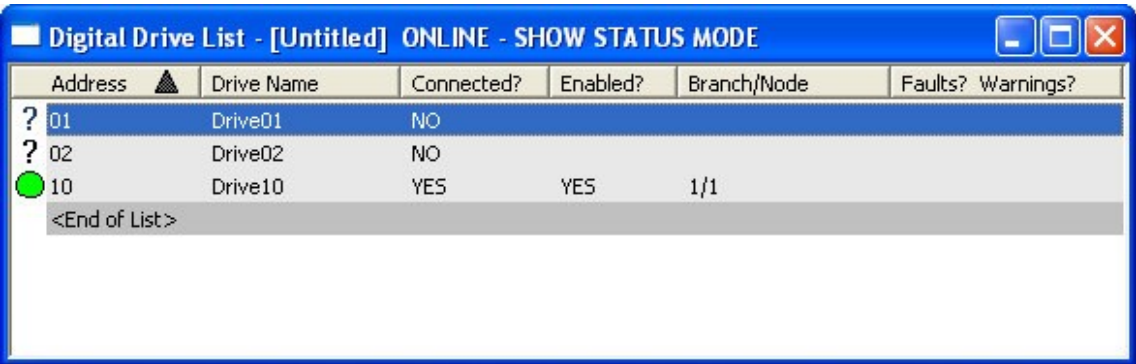 Digital Drive List - [Untitled] ONLINE - SHOW STATUS MODE
Address Drive Name Connected? Enabled? Branch/Node Faults? Warnings?
? 01 Drive01 NO
? 02 Drive02 NO
10 Drive10 YES YES 1/1
<End of List>